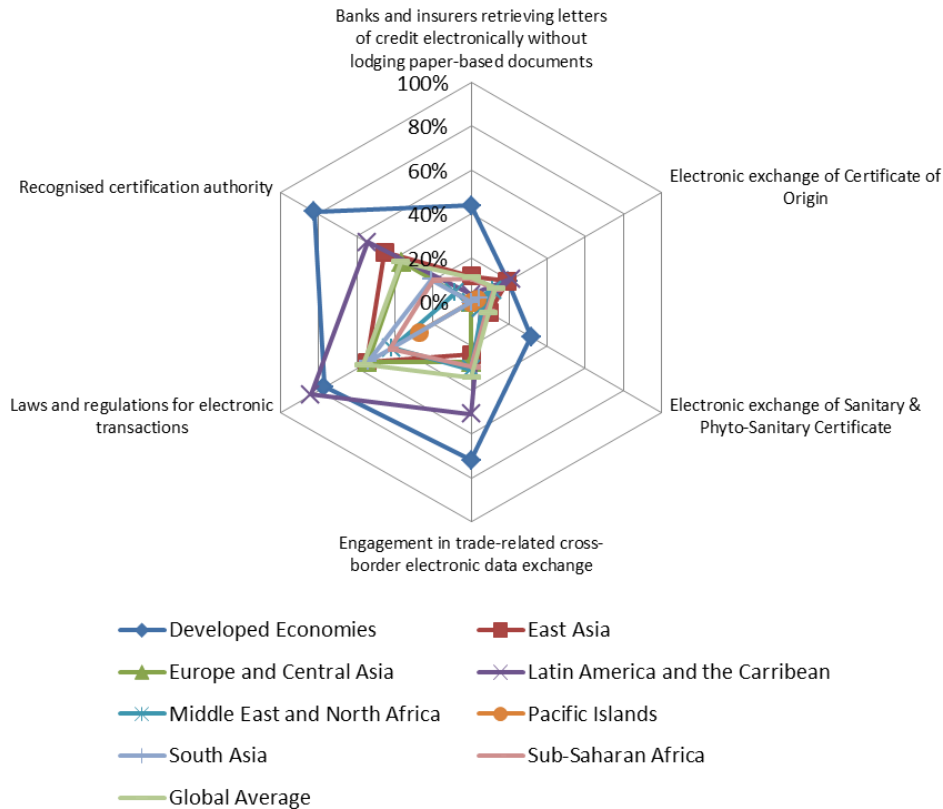 Banks and insurers retrieving letters
of credit electronically without
lodging paper-based documents
100%
80%
60%
40%
20%
0%
Recognised certification authority
Electronic exchange of Certificate of
Origin
Laws and regulations for electronic
transactions
Electronic exchange of Sanitary &
Phyto-Sanitary Certificate
Engagement in trade-related cross-
border electronic data exchange
Developed Economies
East Asia
Europe and Central Asia
Latin America and the Carribean
Middle East and North Africa
Pacific Islands
South Asia
Sub-Saharan Africa
Global Average